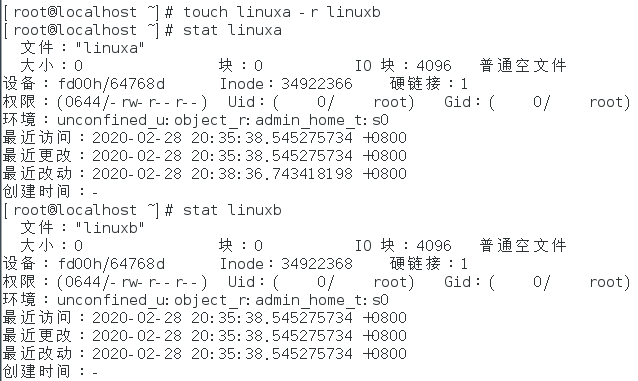 [root@localhost ~]# touch linuxa -r linuxb
[root@localhost ~]# stat linuxa
文件："linuxa"
大小：0 块：0 IO 块：4096 普通空文件
设备：fd00h/64768d Inode：34922366 硬链接：1
权限：(0644/-rw-r--r--) Uid：( 0/ root) Gid：( 0/ root)
环境：unconfined_u:object_r:admin_home_t:s0
最近访问：2020-02-28 20:35:38.545275734 +0800
最近更改：2020-02-28 20:35:38.545275734 +0800
最近改动：2020-02-28 20:38:36.743418198 +0800
创建时间：-
[root@localhost ~]# stat linuxb
文件："linuxb"
大小：0 块：0 IO 块：4096 普通空文件
设备：fd00h/64768d Inode：34922368 硬链接：1
权限：(0644/-rw-r--r--) Uid：( 0/ root) Gid：( 0/ root)
环境：unconfined_u:object_r:admin_home_t:s0
最近访问：2020-02-28 20:35:38.545275734 +0800
最近更改：2020-02-28 20:35:38.545275734 +0800
最近改动：2020-02-28 20:35:38.545275734 +0800
创建时间：-